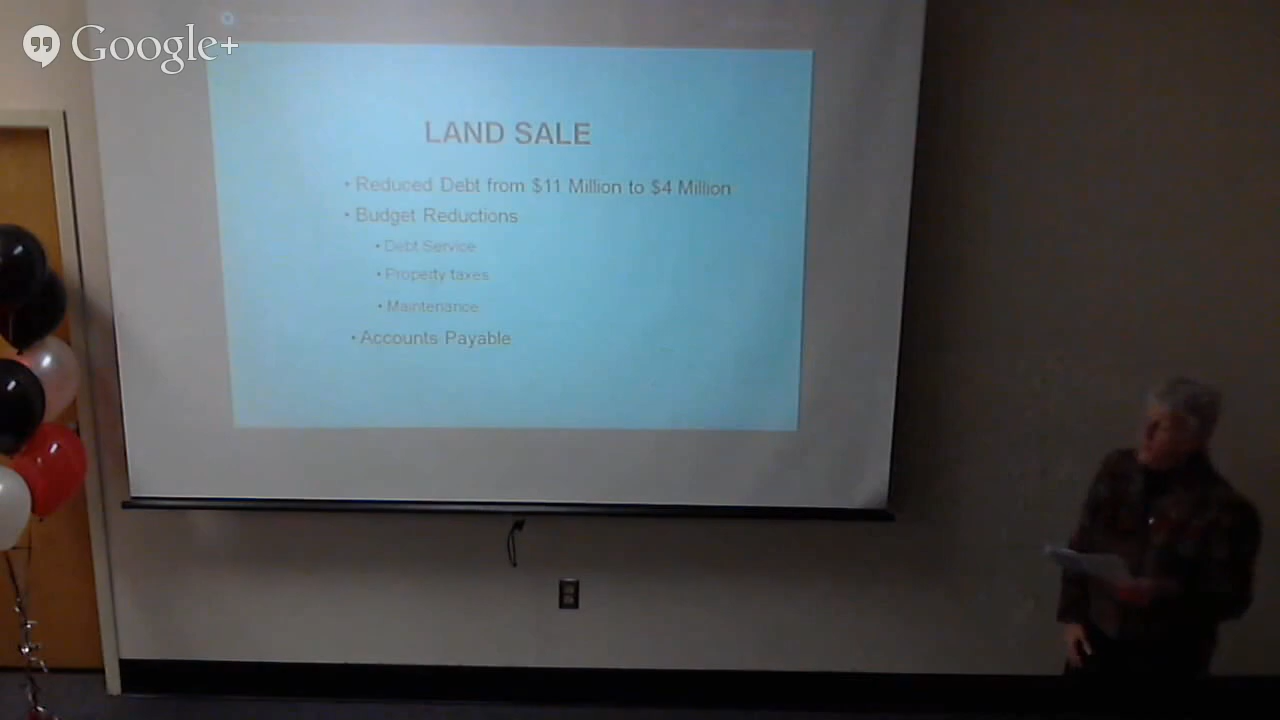 Google+
LAND SALE
• Reduced Debt from $11 Million to $4 Million
• Budget Reductions
• Debt Service
• Property taxes
• Maintenance
• Accounts Payable